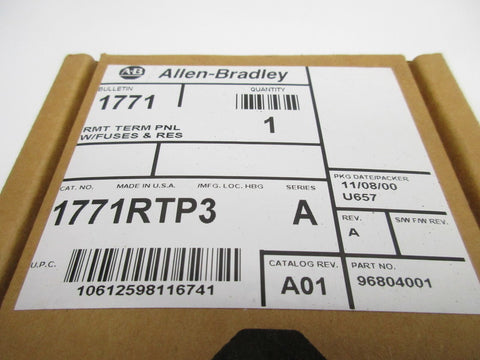 AB Allen-Bradley
BULLETIN
1771
QUANTITY
1
RMT TERM PNL
W/FUSES & RES
PKG DATE/PACKER
11/08/00
U657
CAT. NO. MADE IN U.S.A. /MFG. LOC. HBG SERIES
1771RTP3 A
REV. S/W F/W REV.
A
U.P.C.
10612598116741
CATALOG REV.
A01
PART NO.
96804001